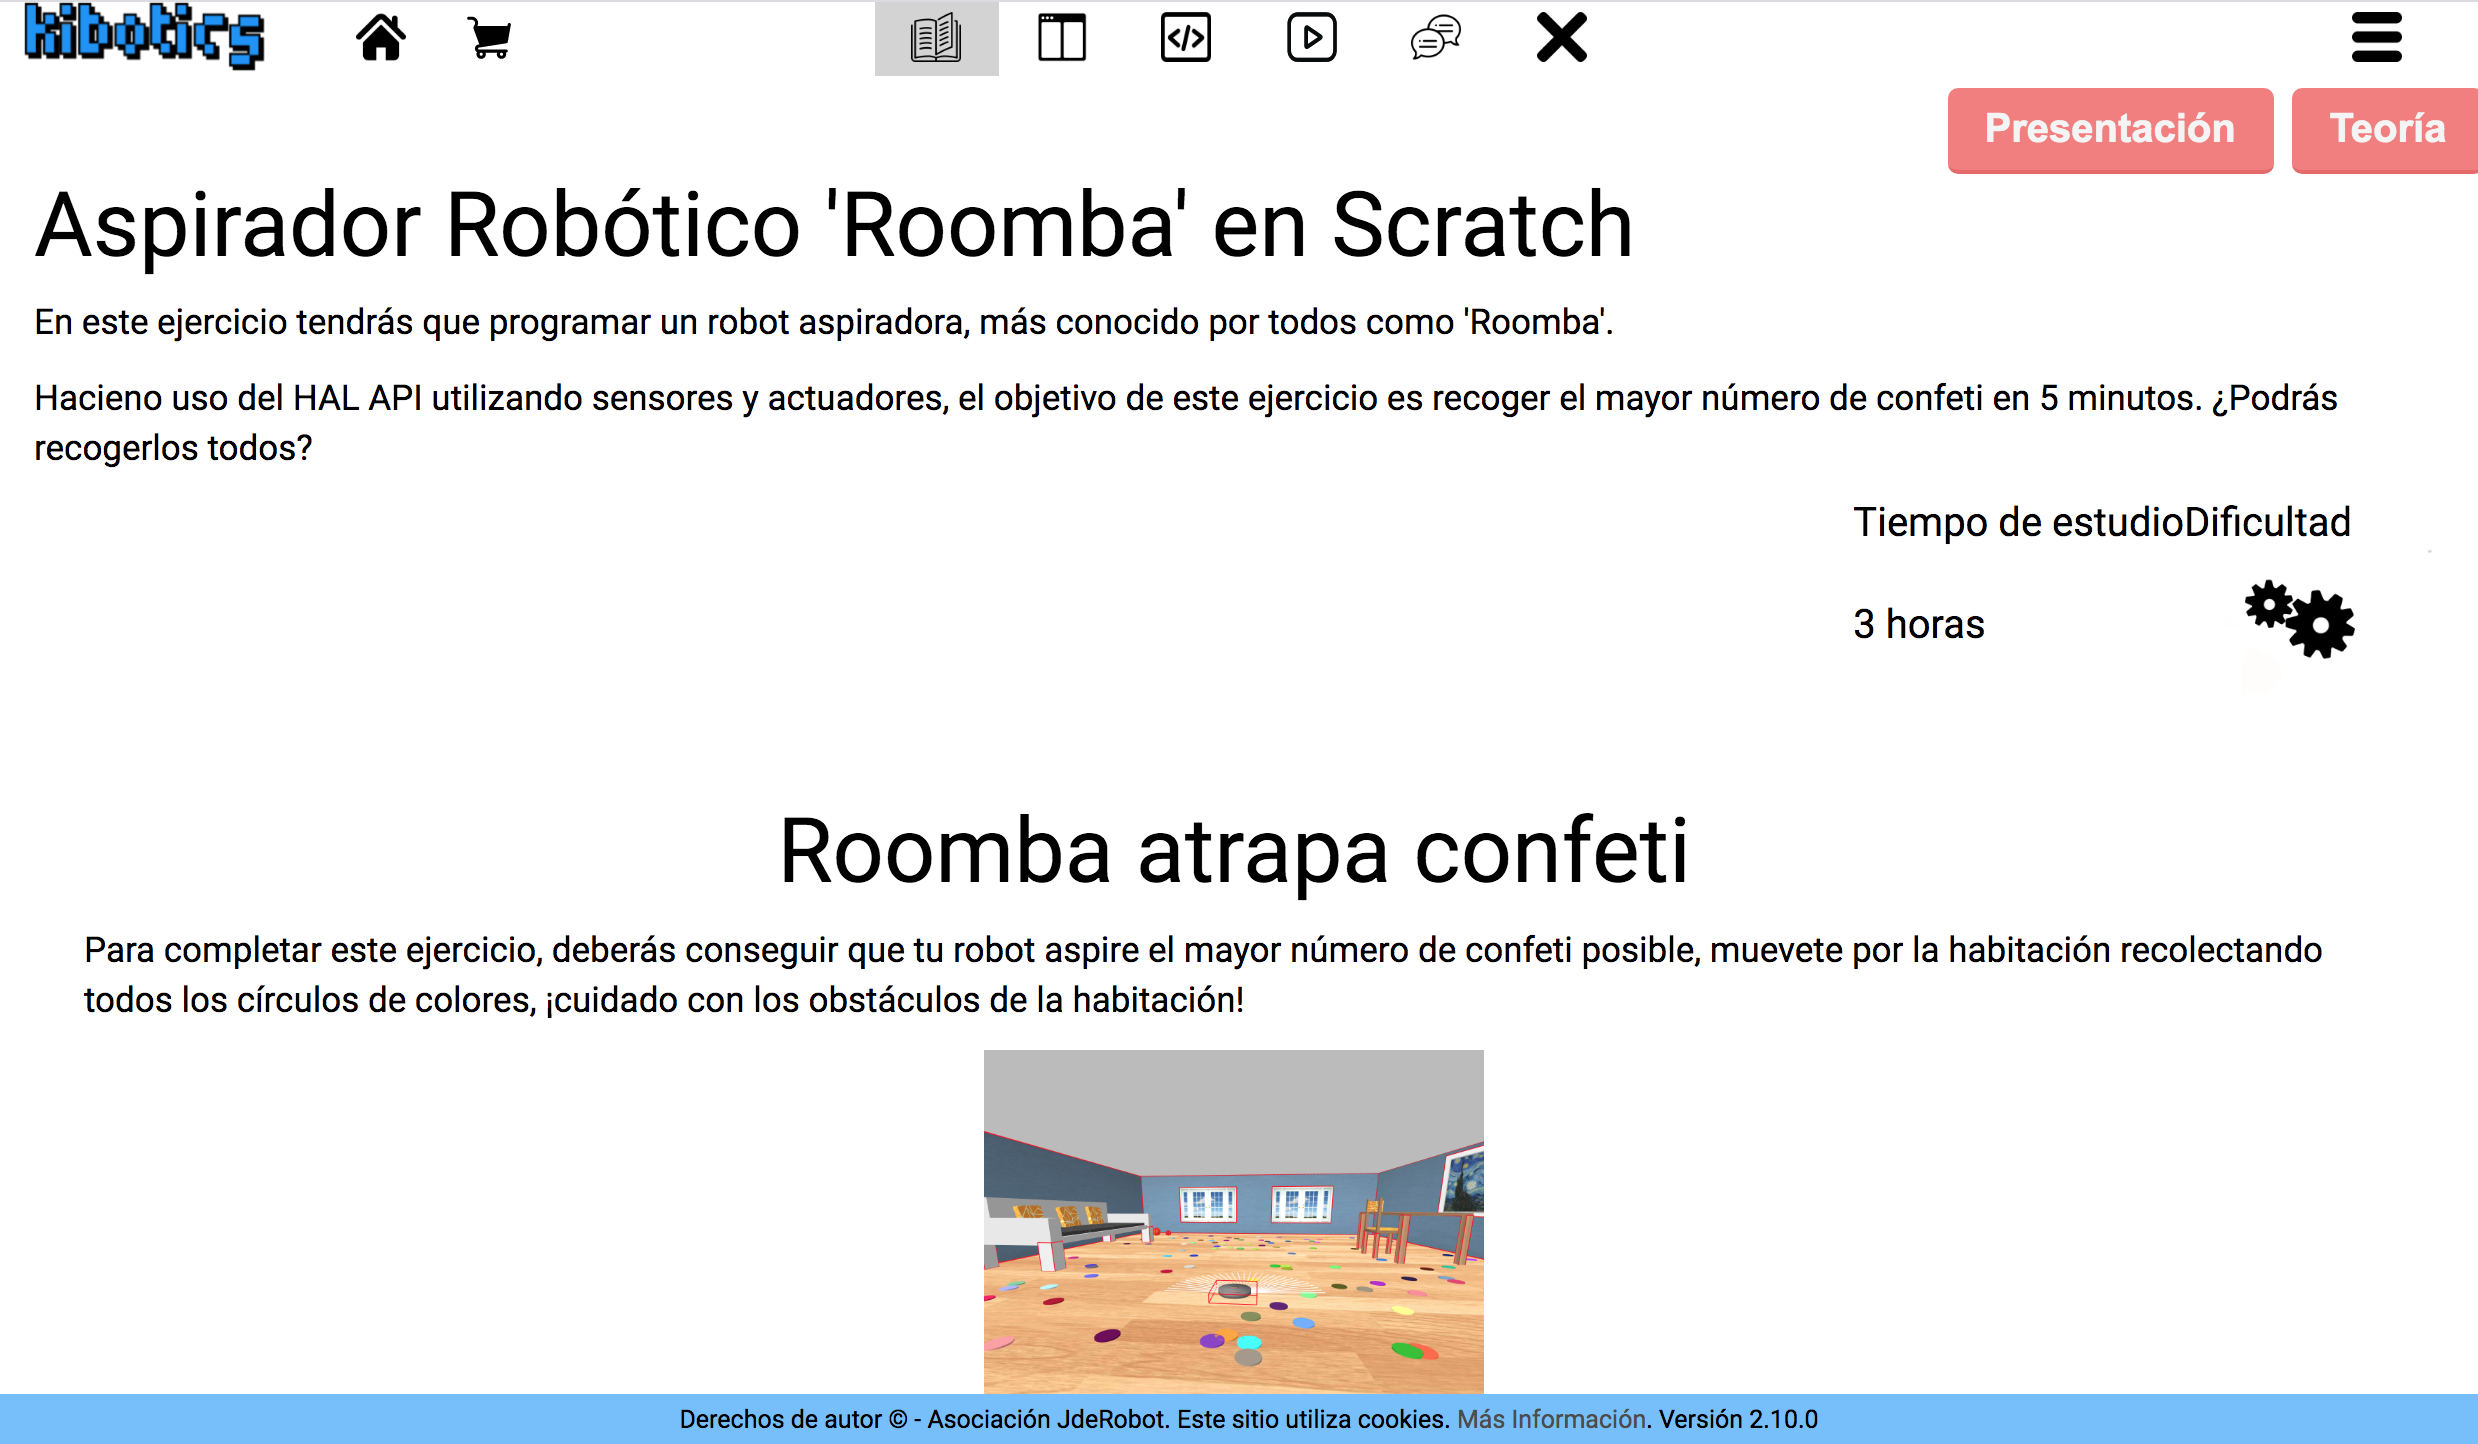 kibotics
Presentación Teoría
Aspirador Robótico 'Roomba' en Scratch
En este ejercicio tendrás que programar un robot aspiradora, más conocido por todos como 'Roomba'.
Hacieno uso del HAL API utilizando sensores y actuadores, el objetivo de este ejercicio es recoger el mayor número de confeti en 5 minutos. ¿Podrás
recogerlos todos?
Tiempo de estudioDificultad
3 horas
Roomba atrapa confeti
Para completar este ejercicio, deberás conseguir que tu robot aspire el mayor número de confeti posible, muevete por la habitación recolectando
todos los círculos de colores, ¡cuidado con los obstáculos de la habitación!
Derechos de autor © - Asociación JdeRobot. Este sitio utiliza cookies. Más Información. Versión 2.10.0